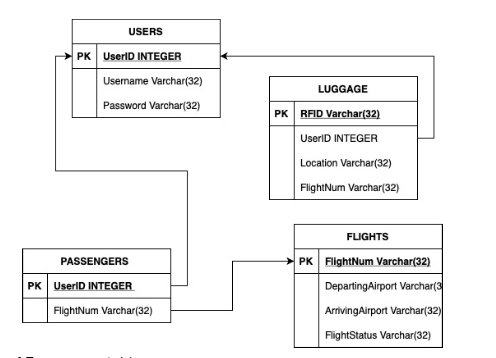 USERS
PK UserID INTEGER
Username Varchar(32)
Password Varchar(32)
LUGGAGE
PK RFID Varchar(32)
UserID INTEGER
Location Varchar(32)
FlightNum Varchar(32)
FLIGHTS
PK FlightNum Varchar(32)
DepartingAirport Varchar(3
ArrivingAirport Varchar(32)
FlightStatus Varchar(32)
PASSENGERS
PK UserID INTEGER
FlightNum Varchar(32)